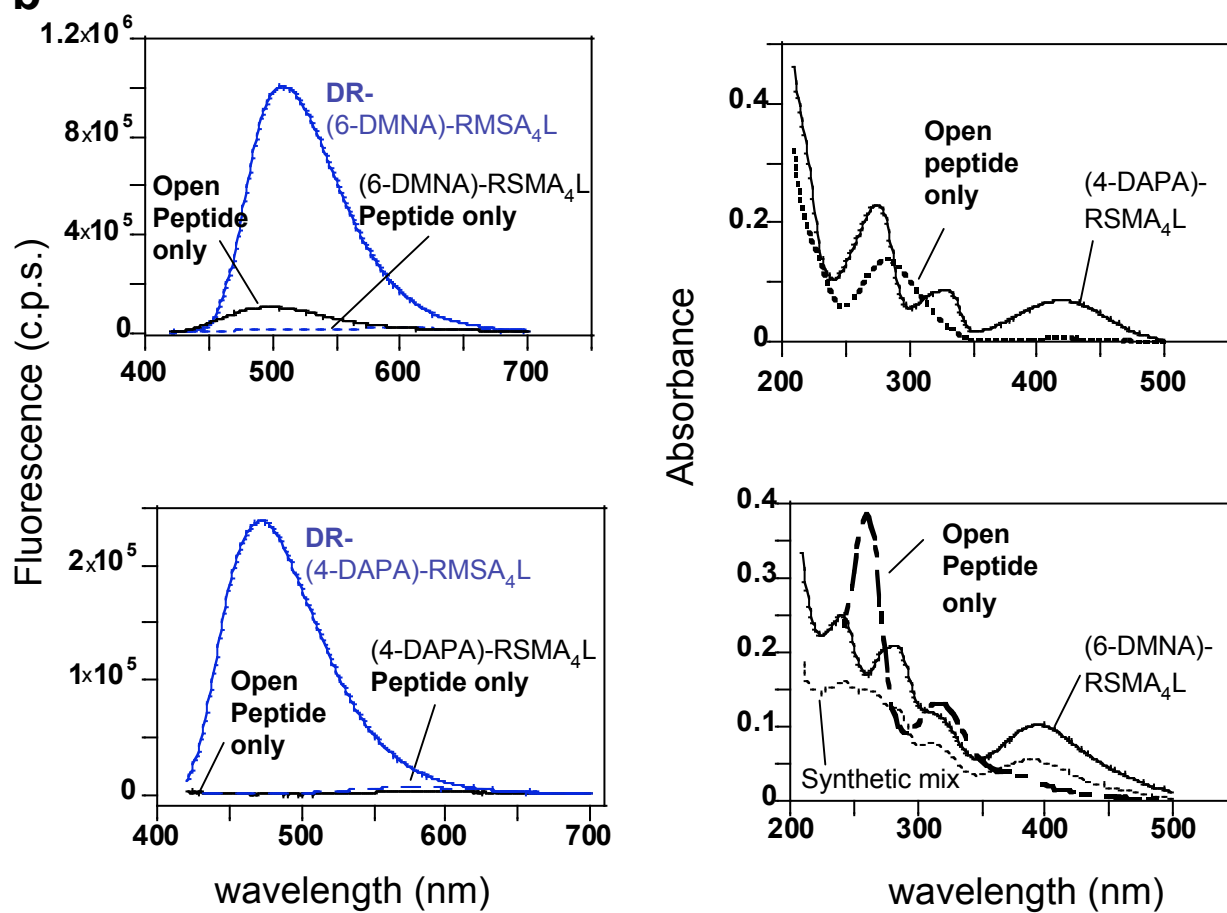 b
1.2x10⁶
8x10⁵
4x10⁵
0
400 500 600 700
DR-
(6-DMNA)-RMSA₄L
Open
Peptide
only
(6-DMNA)-RSMA₄L
Peptide only
0.4
0.2
0
200 300 400 500
Open
peptide
only
(4-DAPA)-
RSMA₄L
Fluorescence (c.p.s.)
Absorbance
2x10⁵
1x10⁵
0
400 500 600 700
DR-
(4-DAPA)-RMSA₄L
(4-DAPA)-RSMA₄L
Peptide only
Open
Peptide
only
wavelength (nm)
0.4
0.3
0.2
0.1
0
200 300 400 500
Open
Peptide
only
(6-DMNA)-
RSMA₄L
Synthetic mix
wavelength (nm)